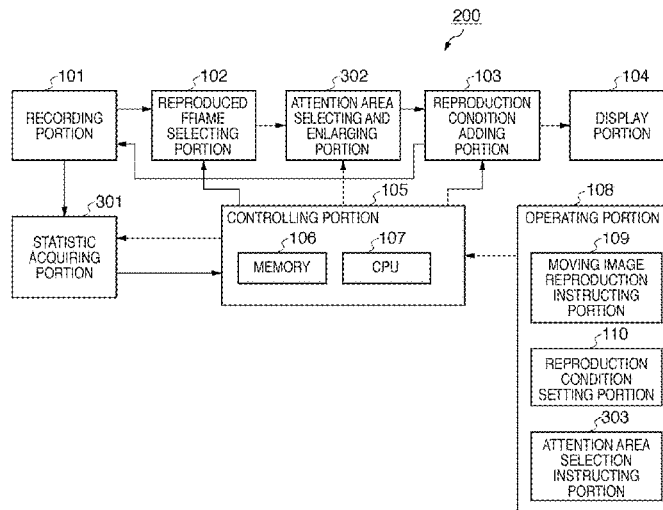 200
101
RECORDING
PORTION
102
REPRODUCED
FFRAME
SELECTING
PORTION
302
ATTENTION AREA
SELECTING AND
ENLARGING
PORTION
103
REPRODUCTION
CONDITION
ADDING
PORTION
104
DISPLAY
PORTION
301
STATISTIC
ACQUIRING
PORTION
105
CONTROLLING PORTION
106
MEMORY
107
CPU
108
OPERATING PORTION
109
MOVING IMAGE
REPRODUCTION
INSTRUCTING
PORTION
110
REPRODUCTION
CONDITION
SETTING PORTION
303
ATTENTION AREA
SELECTION
INSTRUCTING
PORTION